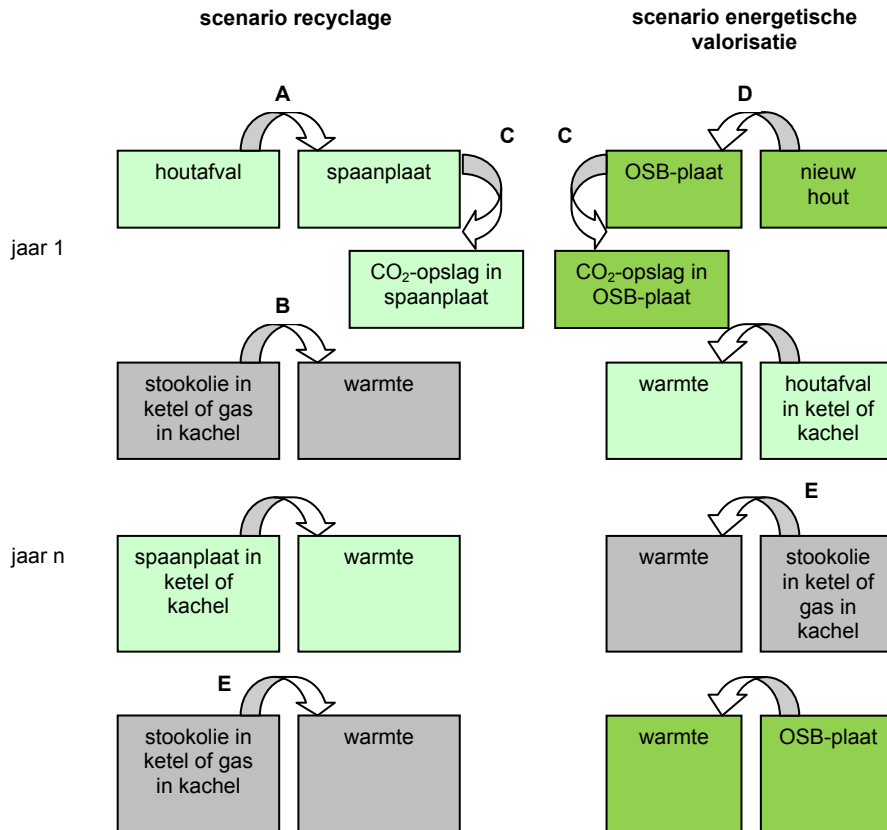 scenario recyclage
scenario energetische
valorisatie
A
D
C
C
houtafval
spaanplaat
OSB-plaat
nieuw
hout
jaar 1
CO₂-opslag in
spaanplaat
CO₂-opslag in
OSB-plaat
B
stookolie in
ketel of gas
in kachel
warmte
warmte
houtafval
in ketel of
kachel
E
jaar n
spaanplaat in
ketel of
kachel
warmte
warmte
stookolie
in ketel of
gas in
kachel
E
stookolie in
ketel of gas
in kachel
warmte
warmte
OSB-plaat